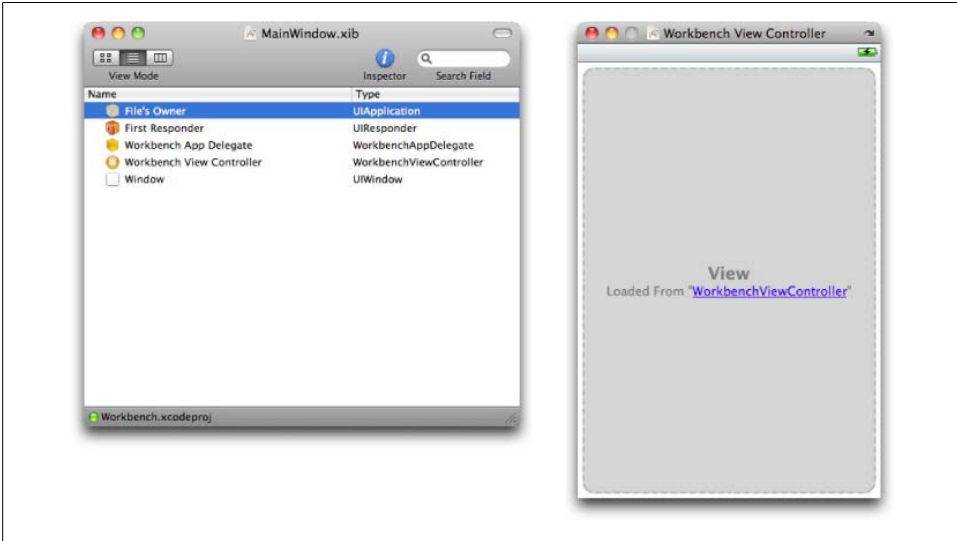 MainWindow.xib
View Mode
Inspector
Search Field
Name
Type
File's Owner
UIApplication
First Responder
UIResponder
Workbench App Delegate
WorkbenchAppDelegate
Workbench View Controller
WorkbenchViewController
Window
UIWindow
Workbench.xcodeproj
Workbench View Controller
View
Loaded From "WorkbenchViewController"